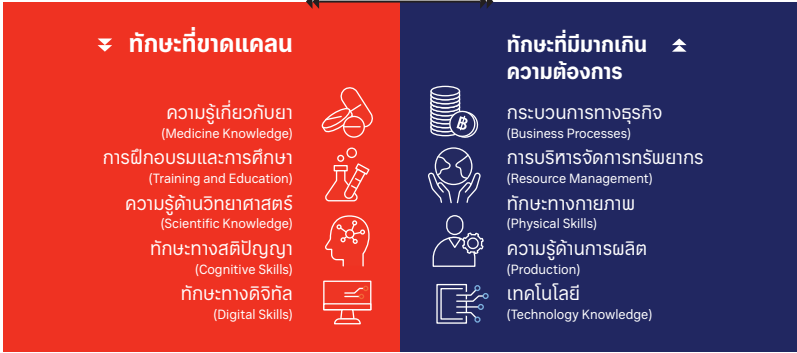 ทักษะที่ขาดแคลน
ความรู้เกี่ยวกับยา
(Medicine Knowledge)
การฝึกอบรมและการศึกษา
(Training and Education)
ความรู้ด้านวิทยาศาสตร์
(Scientific Knowledge)
ทักษะทางสติปัญญา
(Cognitive Skills)
ทักษะทางดิจิทัล
(Digital Skills)
ทักษะที่มีมากเกิน
ความต้องการ
กระบวนการทางธุรกิจ
(Business Processes)
การบริหารจัดการทรัพยากร
(Resource Management)
ทักษะทางกายภาพ
(Physical Skills)
ความรู้ด้านการผลิต
(Production)
เทคโนโลยี
(Technology Knowledge)